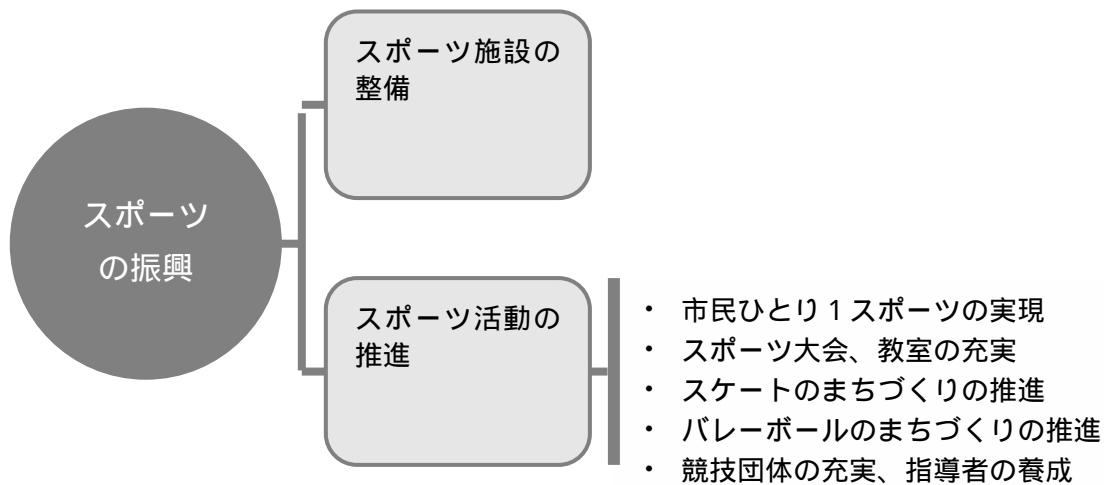 スポーツ
の振興
スポーツ施設の
整備
スポーツ活動の
推進
・ 市民ひとり１スポーツの実現
・ スポーツ大会、教室の充実
・ スケートのまちづくりの推進
・ バレーボールのまちづくりの推進
・ 競技団体の充実、指導者の養成